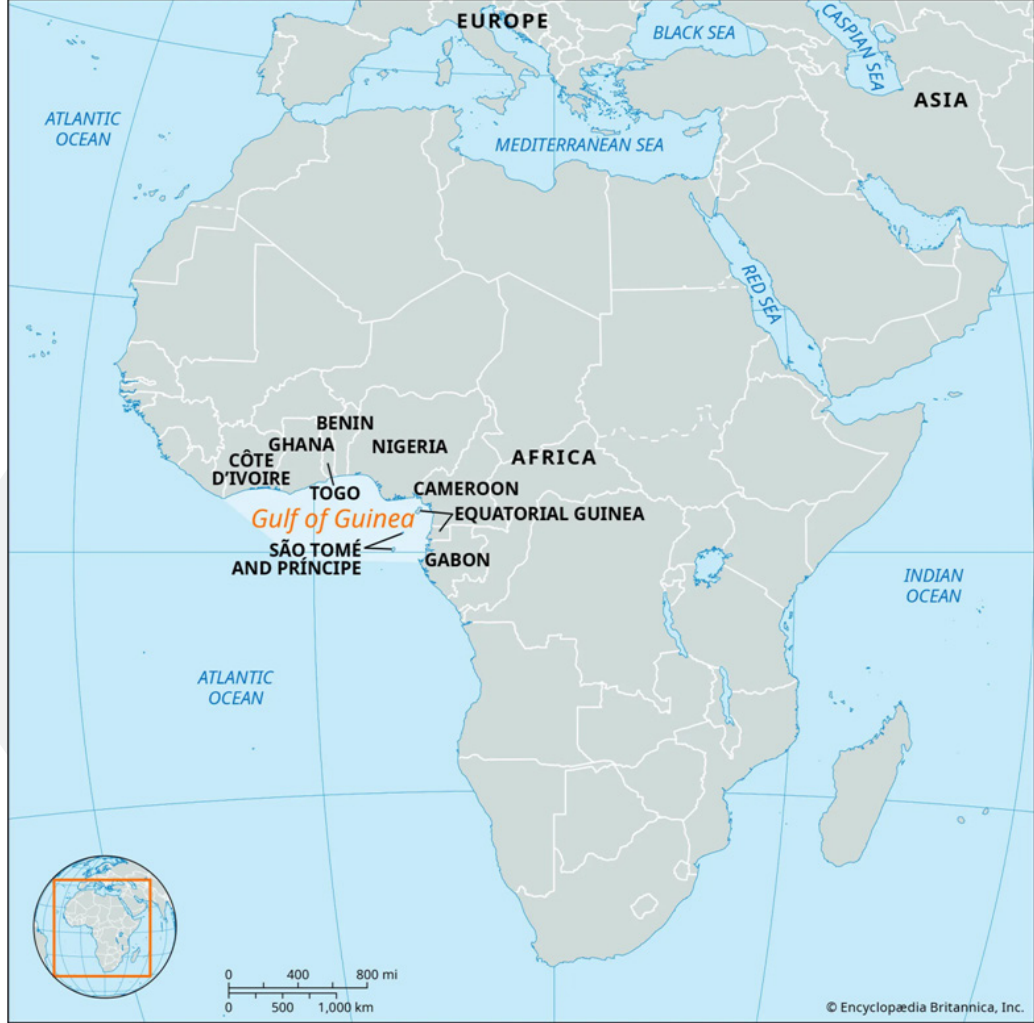 EUROPE
BLACK SEA
CASPIAN SEA
ASIA
ATLANTIC
OCEAN
MEDITERRANEAN SEA
RED SEA
BENIN
GHANA
NIGERIA
CÔTE
D'IVOIRE
AFRICA
TOGO
CAMEROON
Gulf of Guinea
EQUATORIAL GUINEA
SÃO TOMÉ
AND PRÍNCIPE
GABON
INDIAN
OCEAN
ATLANTIC
OCEAN
0 400 800 mi
0 500 1,000 km
© Encyclopædia Britannica, Inc.